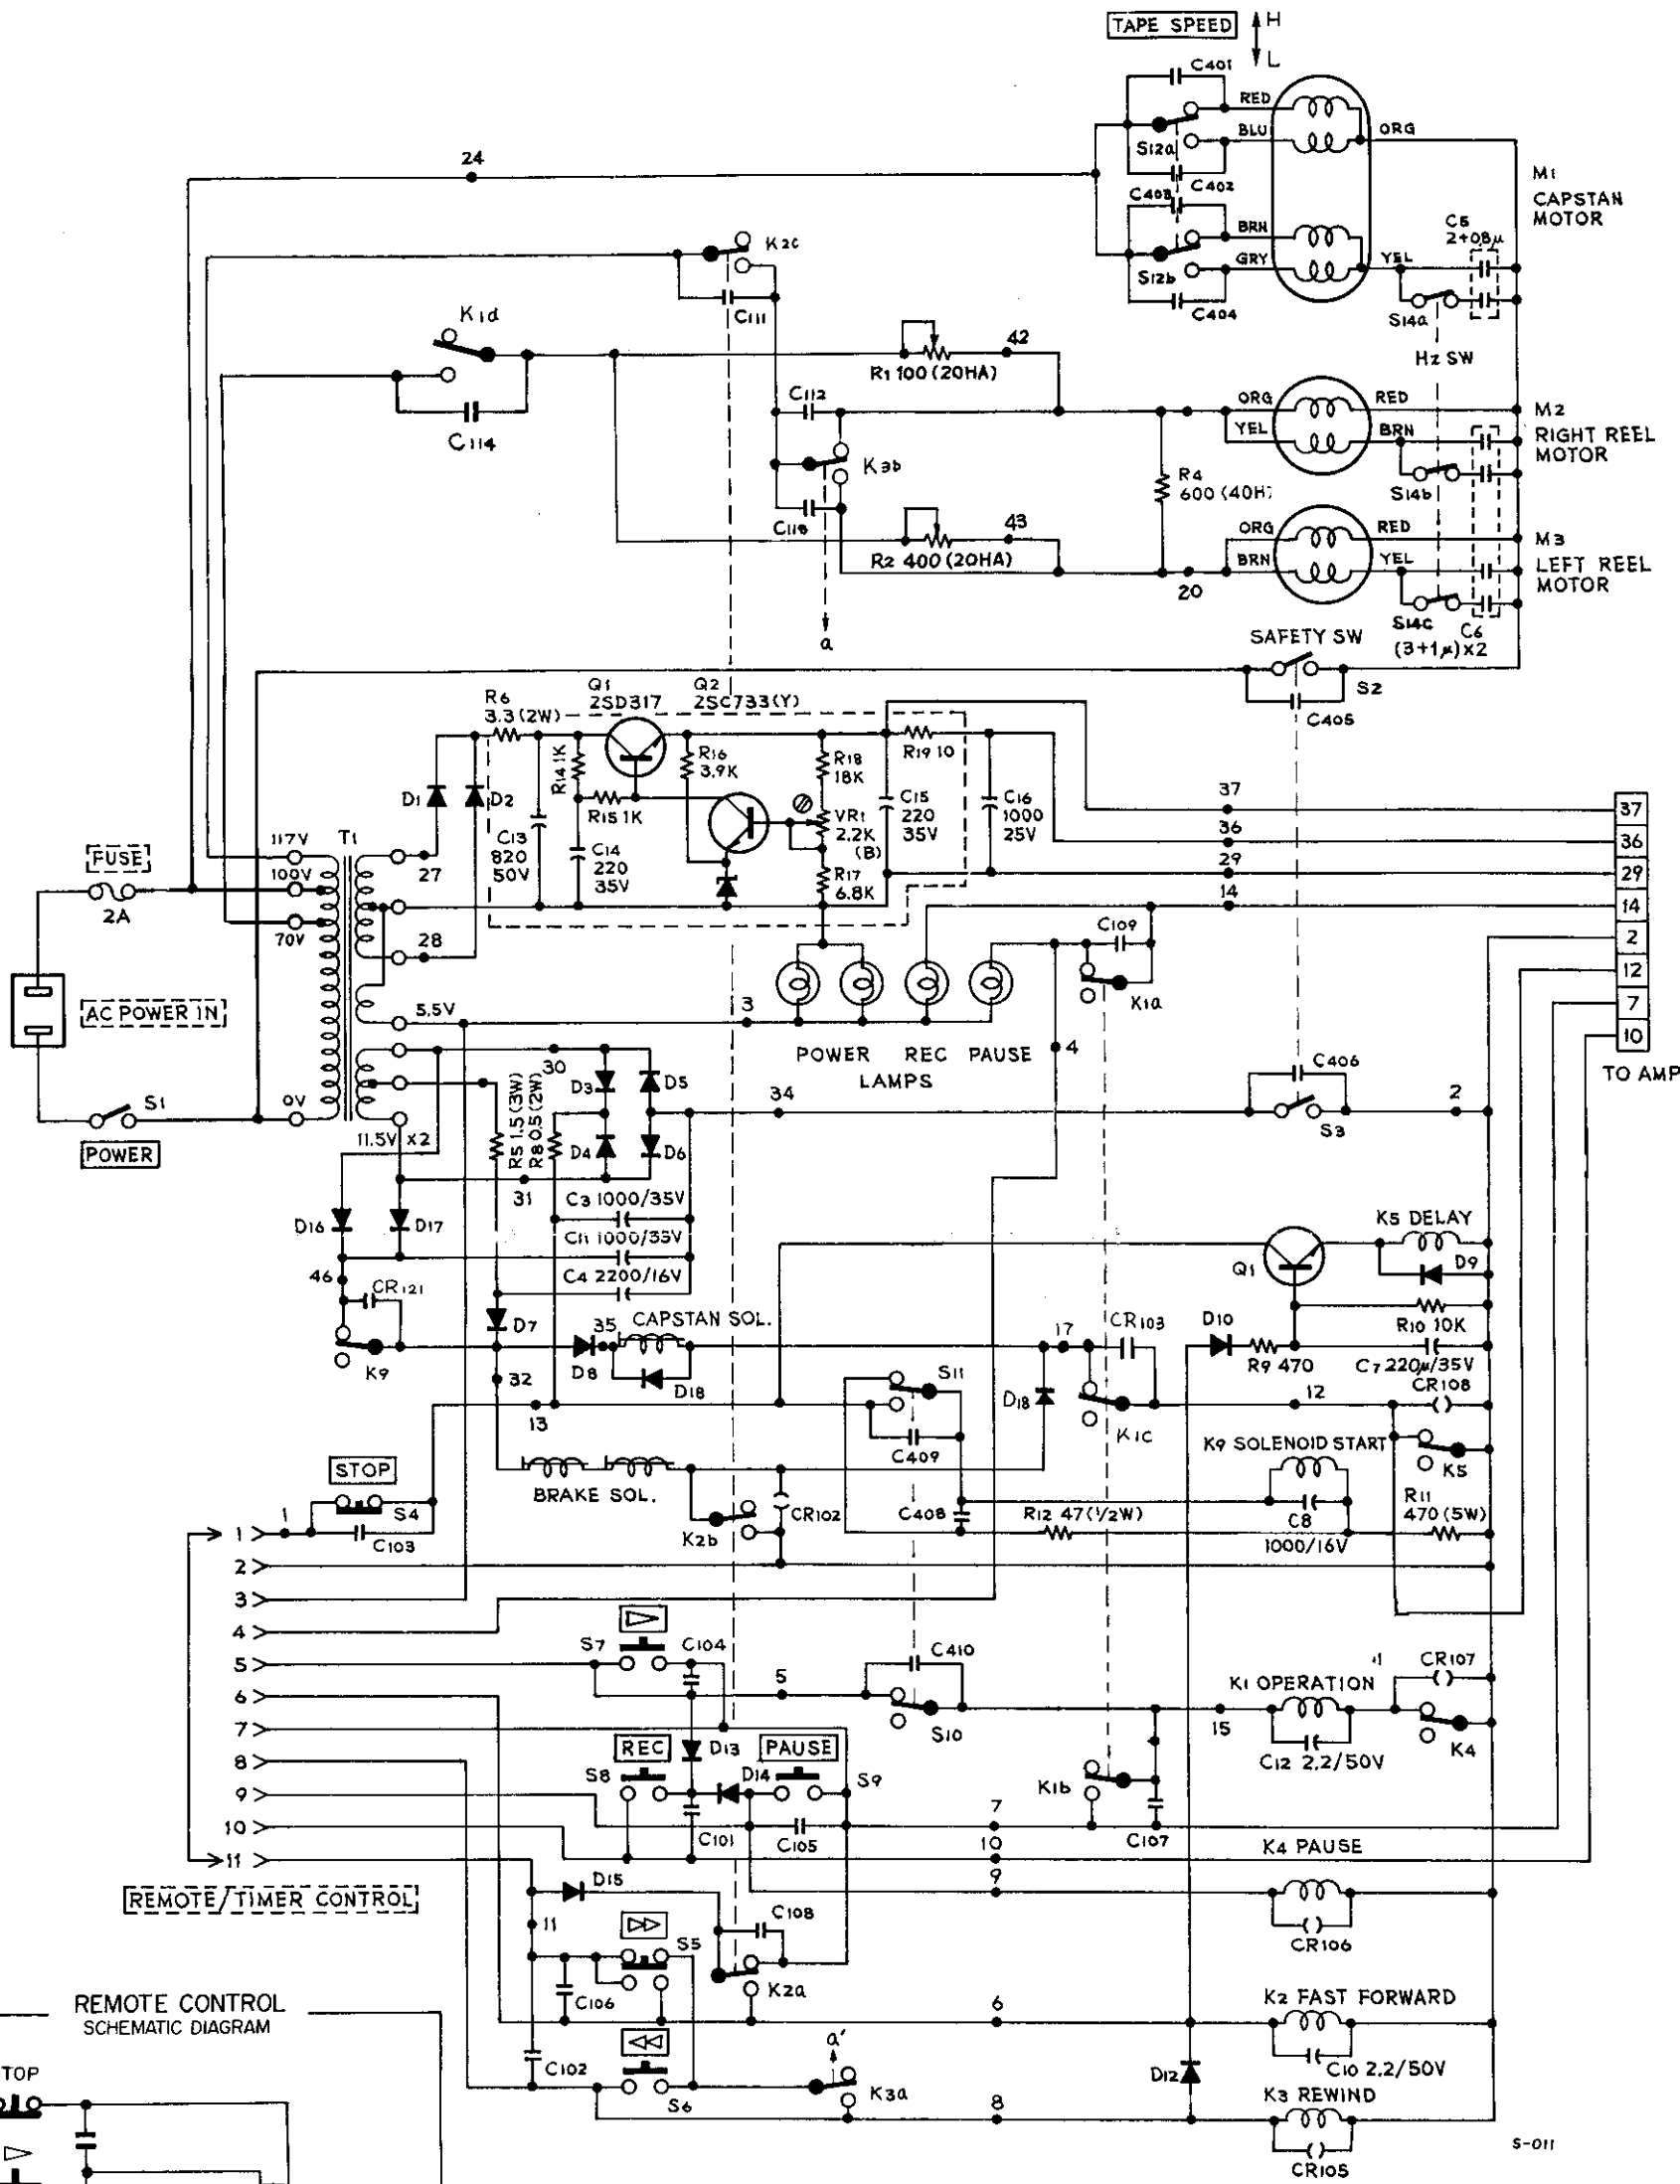 TAPE SPEED
H
L
C401
RED
BLU
ORG
S12a
24
C402
C403
M1
CAPSTAN
MOTOR
BRN
GRY
YEL
S12b
C404
C5
2+0.8μ
S14a
K2c
C111
K1d
C114
42
R1 100 (20HA)
Hz SW
C112
ORG
YEL
RED
BRN
M2
RIGHT REEL
MOTOR
K3b
R4
600 (40H)
S14b
43
ORG
BRN
RED
YEL
M3
LEFT REEL
MOTOR
R2 400 (20HA)
20
S14c
C6
(3+1μ)x2
a
SAFETY SW
S2
C405
Q1
2SD317
Q2
2SC733(Y)
R6
3.3(2W)
R14 1K
R16
3.9K
R18
18K
R19 10
D1
D2
R15 1K
C13
820
50V
C14
220
35V
VR1
2.2K
(B)
C15
220
35V
C16
1000
25V
R17
6.8K
37
36
29
14
37
36
29
14
2
12
7
10
TO AMP
FUSE
2A
117V
100V
70V
T1
27
28
AC POWER IN
5.5V
3
C109
K1a
POWER
REC
PAUSE
LAMPS
4
S1
POWER
0V
11.5V x2
30
R5 1.5 (3W)
R8 0.5 (2W)
D3
D5
D4
D6
31
34
C406
S3
2
C3 1000/35V
C11 1000/35V
C4 2200/16V
D16
D17
46
CR121
K9
D7
35
CAPSTAN SOL.
D8
D18
32
13
K5 DELAY
Q1
D9
D10
R9 470
R10 10K
C7 220μ/35V
17
CR103
D18
K1c
12
CR108
S11
C409
K9 SOLENOID START
K5
R11
470 (5W)
STOP
S4
C103
BRAKE SOL.
K2b
CR102
C408
R12 47(1/2W)
C8
1000/16V
1
1
2
3
4
5
6
7
8
9
10
11
REMOTE/TIMER CONTROL
S7
C104
5
C410
S10
K1 OPERATION
CR107
15
C12 2.2/50V
K4
REC
S8
D13
D14
PAUSE
S9
K1b
C107
C101
C105
7
10
9
K4 PAUSE
CR106
D15
11
S5
C108
K2a
C106
6
K2 FAST FORWARD
C10 2.2/50V
C102
S6
a'
K3a
D12
8
K3 REWIND
CR105
S-011
REMOTE CONTROL
SCHEMATIC DIAGRAM